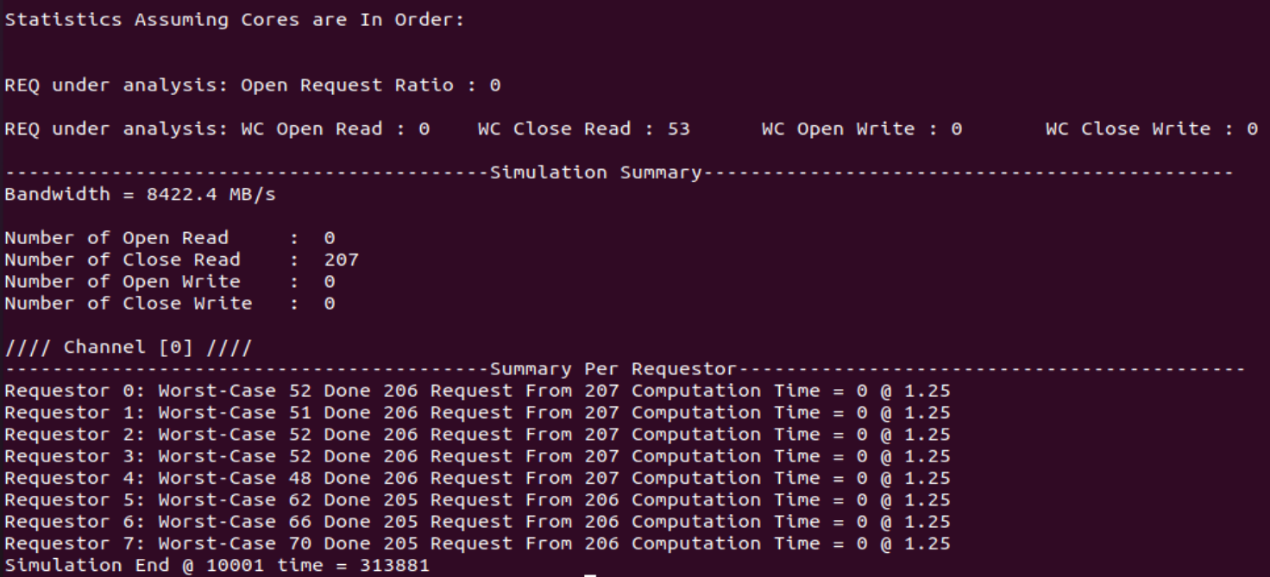 Statistics Assuming Cores are In Order:
REQ under analysis: Open Request Ratio : 0
REQ under analysis: WC Open Read : 0    WC Close Read : 53      WC Open Write : 0       WC Close Write : 0
-----------------------------------------Simulation Summary---------------------------------------------
Bandwidth = 8422.4 MB/s
Number of Open Read     :  0
Number of Close Read    :  207
Number of Open Write    :  0
Number of Close Write   :  0
//// Channel [0] ////
-----------------------------------------Summary Per Requestor-------------------------------------------
Requestor 0: Worst-Case 52 Done 206 Request From 207 Computation Time = 0 @ 1.25
Requestor 1: Worst-Case 51 Done 206 Request From 207 Computation Time = 0 @ 1.25
Requestor 2: Worst-Case 52 Done 206 Request From 207 Computation Time = 0 @ 1.25
Requestor 3: Worst-Case 52 Done 206 Request From 207 Computation Time = 0 @ 1.25
Requestor 4: Worst-Case 48 Done 206 Request From 207 Computation Time = 0 @ 1.25
Requestor 5: Worst-Case 62 Done 205 Request From 206 Computation Time = 0 @ 1.25
Requestor 6: Worst-Case 66 Done 205 Request From 206 Computation Time = 0 @ 1.25
Requestor 7: Worst-Case 70 Done 205 Request From 206 Computation Time = 0 @ 1.25
Simulation End @ 10001 time = 313881